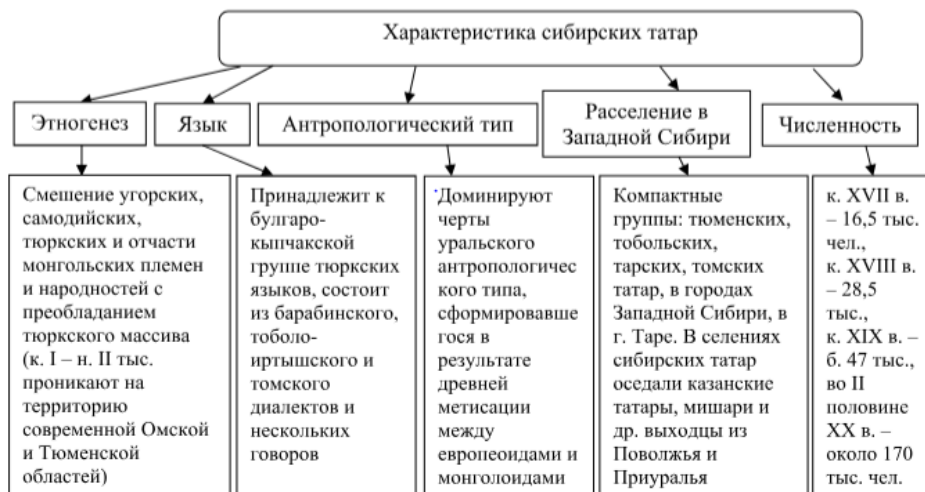 Характеристика сибирских татар
Этногенез
Язык
Антропологический тип
Расселение в
Западной Сибири
Численность
Смешение угорских,
самодийских,
тюркских и отчасти
монгольских племен
и народностей с
преобладанием
тюркского массива
(к. I – н. II тыс.
проникают на
территорию
современной Омской
и Тюменской
областей)
Принадлежит к
булгаро-
кыпчакской
группе тюркских
языков, состоит
из барабинского,
тоболо-
иртышского и
томского
диалектов и
нескольких
говоров
Доминируют
черты
уральского
антропологичес
кого типа,
сформировавше
гося в
результате
древней
метисации
между
европеоидами и
монголоидами
Компактные
группы: тюменских,
тобольских,
тарских, томских
татар, в городах
Западной Сибири, в
г. Таре. В селениях
сибирских татар
оседали казанские
татары, мишари и
др. выходцы из
Поволжья и
Приуралья
к. XVII в.
– 16,5 тыс.
чел.,
к. XVIII в.
– 28,5
тыс.,
к. XIX в. –
б. 47 тыс.,
во II
половине
XX в. –
около 170
тыс. чел.